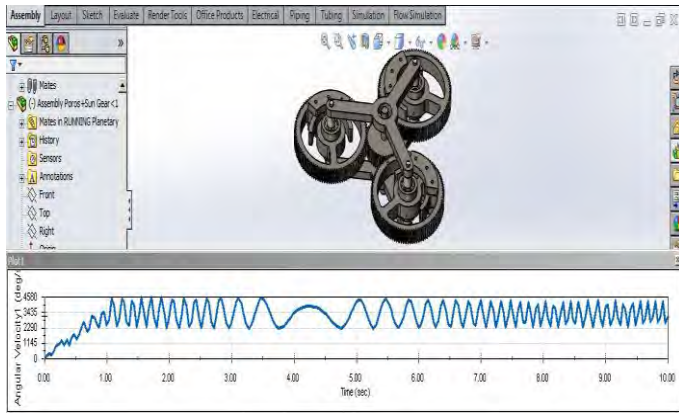 Assembly Layout Sketch Evaluate Render Tools Office Products Electrical Piping Tubing Simulation Flow Simulation
Mates
(-) Assembly Poros+Sun Gear<1
Mates in RUNNING Planetary
History
Sensors
Annotations
Front
Top
Right
Origin
Plot1
Angular Velocity1 (deg/
4580
3435
2290
1145
0
0.00 1.00 2.00 3.00 4.00 5.00 6.00 7.00 8.00 9.00 10.00
Time (sec)